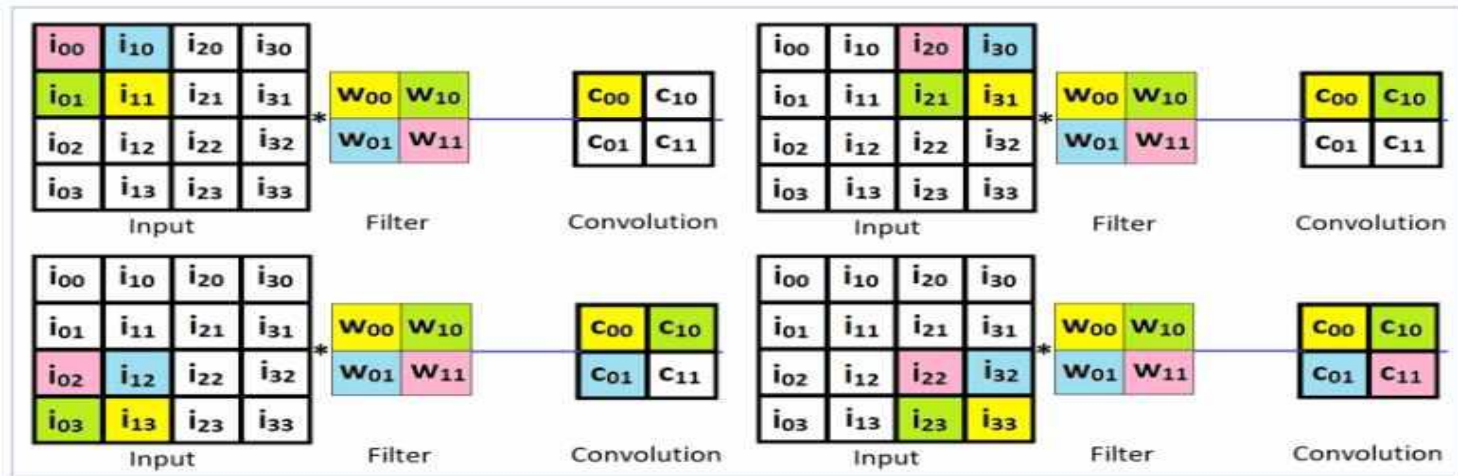 i₀₀ i₁₀ i₂₀ i₃₀
i₀₁ i₁₁ i₂₁ i₃₁
i₀₂ i₁₂ i₂₂ i₃₂
i₀₃ i₁₃ i₂₃ i₃₃
Input
*
w₀₀ w₁₀
w₀₁ w₁₁
Filter
c₀₀ c₁₀
c₀₁ c₁₁
Convolution
i₀₀ i₁₀ i₂₀ i₃₀
i₀₁ i₁₁ i₂₁ i₃₁
i₀₂ i₁₂ i₂₂ i₃₂
i₀₃ i₁₃ i₂₃ i₃₃
Input
*
w₀₀ w₁₀
w₀₁ w₁₁
Filter
c₀₀ c₁₀
c₀₁ c₁₁
Convolution
i₀₀ i₁₀ i₂₀ i₃₀
i₀₁ i₁₁ i₂₁ i₃₁
i₀₂ i₁₂ i₂₂ i₃₂
i₀₃ i₁₃ i₂₃ i₃₃
Input
*
w₀₀ w₁₀
w₀₁ w₁₁
Filter
c₀₀ c₁₀
c₀₁ c₁₁
Convolution
i₀₀ i₁₀ i₂₀ i₃₀
i₀₁ i₁₁ i₂₁ i₃₁
i₀₂ i₁₂ i₂₂ i₃₂
i₀₃ i₁₃ i₂₃ i₃₃
Input
*
w₀₀ w₁₀
w₀₁ w₁₁
Filter
c₀₀ c₁₀
c₀₁ c₁₁
Convolution